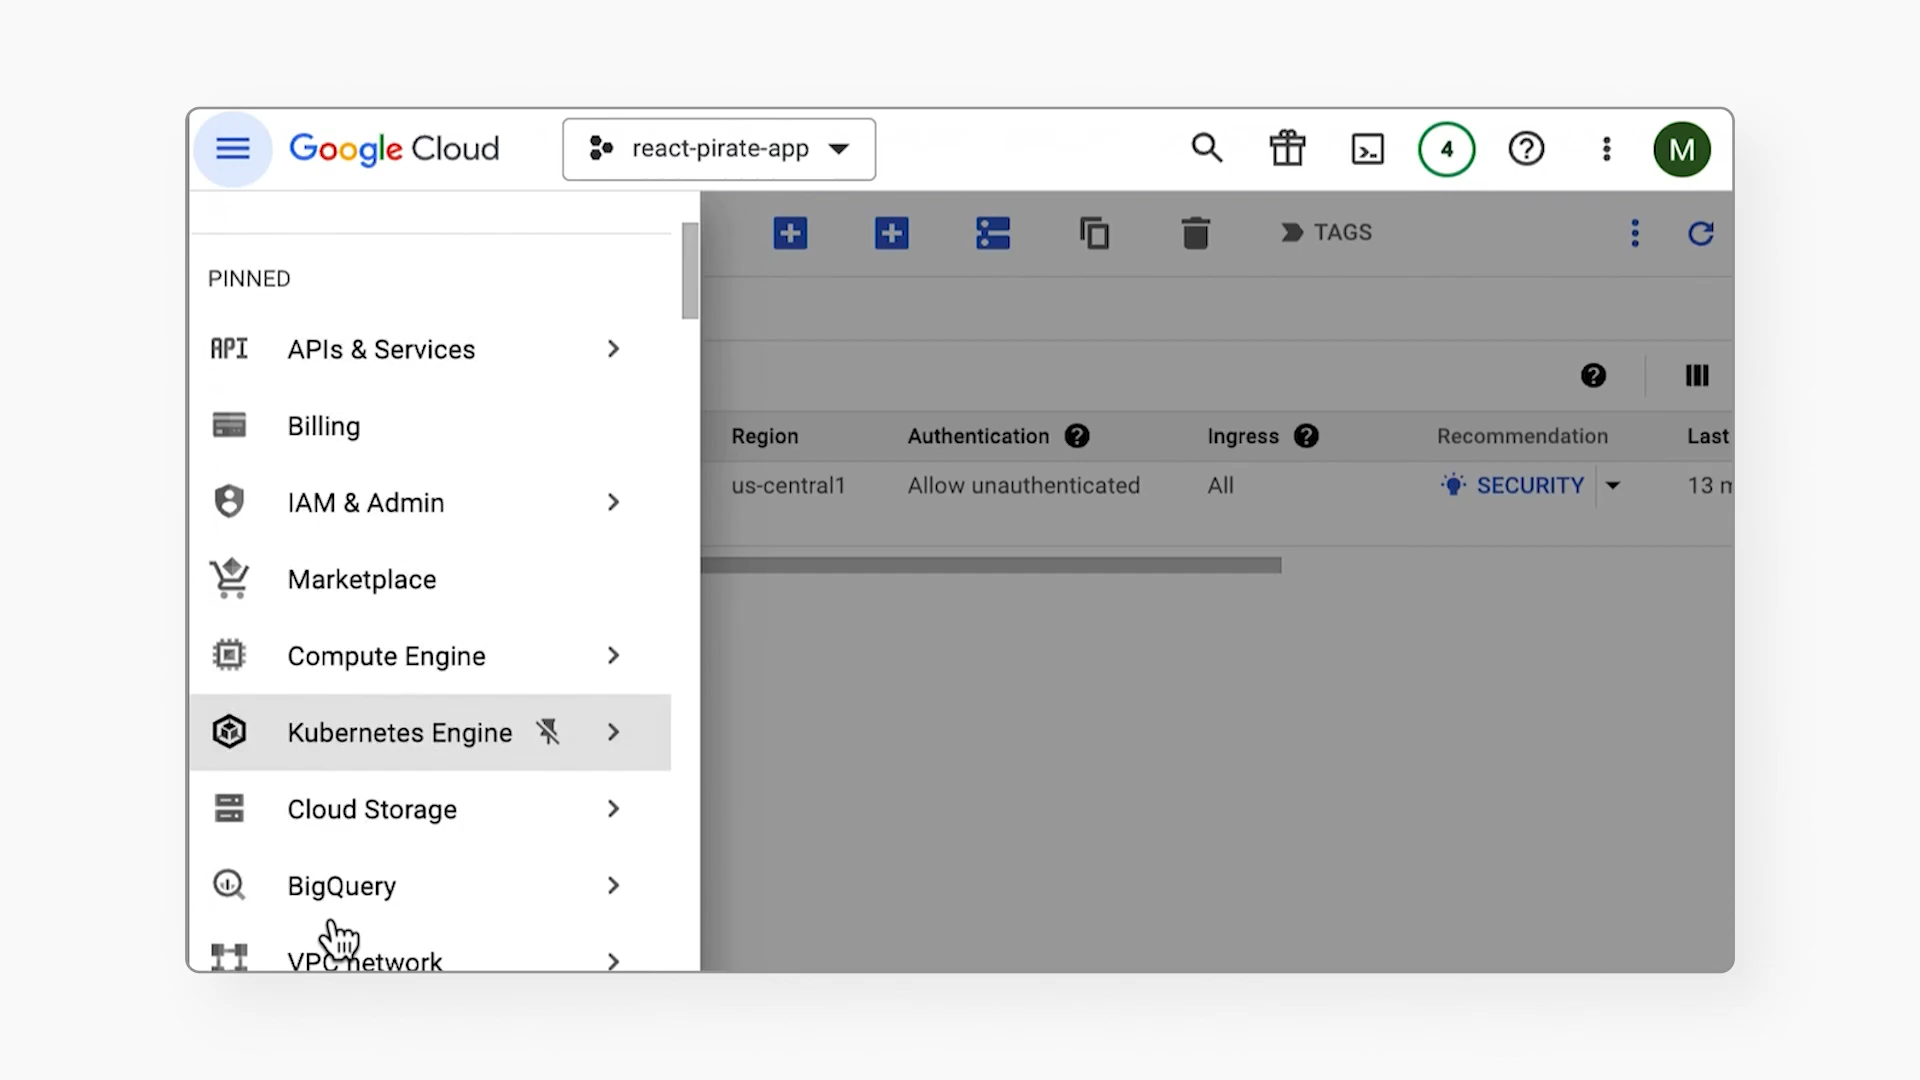 Google Cloud
react-pirate-app
4
M
TAGS
PINNED
API APIs & Services
Billing
IAM & Admin
Marketplace
Compute Engine
Kubernetes Engine
Cloud Storage
BigQuery
VPC network
Region Authentication Ingress Recommendation Last
us-central1 Allow unauthenticated All SECURITY 13 m